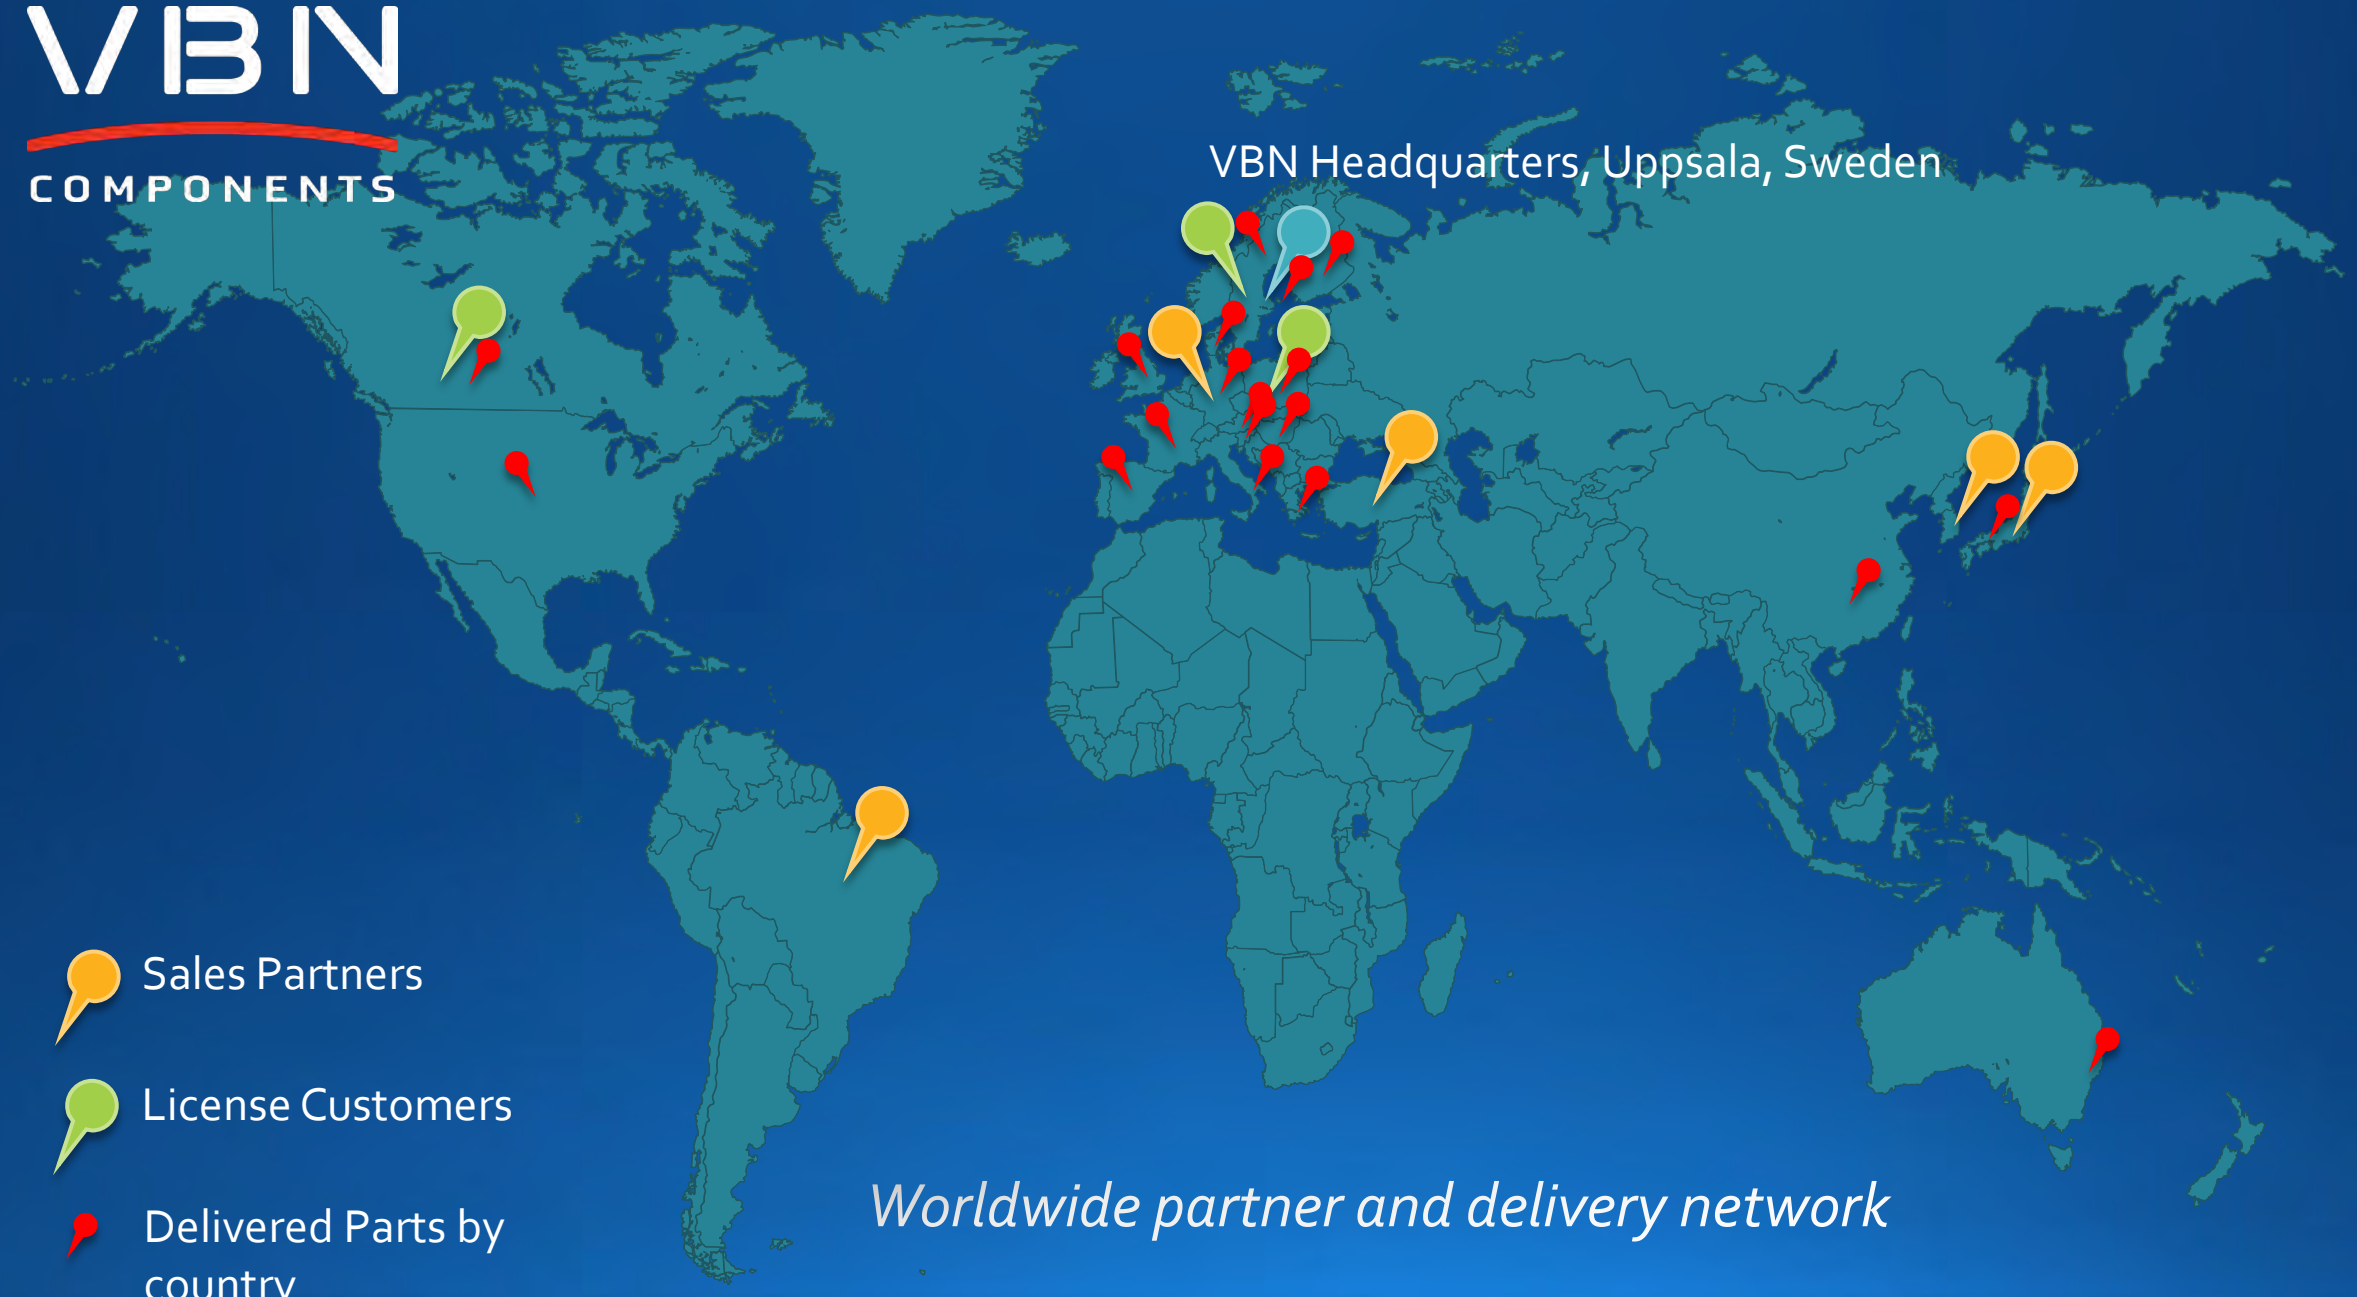 VBN
COMPONENTS
VBN Headquarters, Uppsala, Sweden
Sales Partners
License Customers
Delivered Parts by
country
Worldwide partner and delivery network